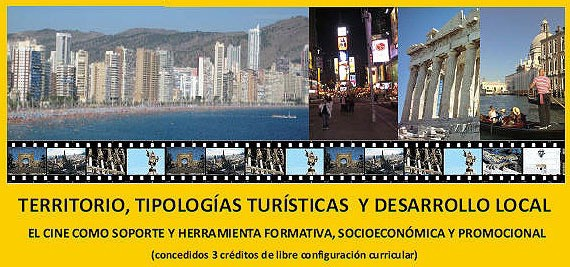 TERRITORIO, TIPOLOGÍAS TURÍSTICAS Y DESARROLLO LOCAL
EL CINE COMO SOPORTE Y HERRAMIENTA FORMATIVA, SOCIOECONÓMICA Y PROMOCIONAL
(concedidos 3 créditos de libre configuración curricular)